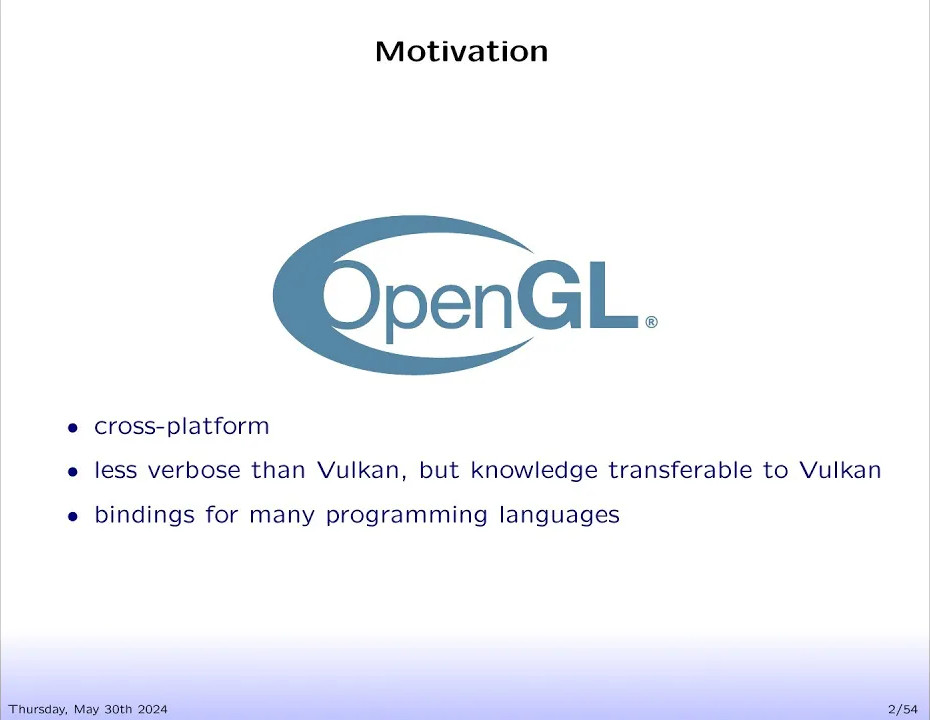 Motivation
OpenGL®
• cross-platform
• less verbose than Vulkan, but knowledge transferable to Vulkan
• bindings for many programming languages
Thursday, May 30th 2024
2/54